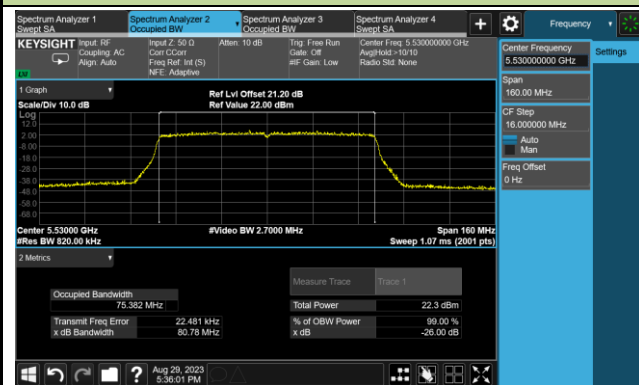 Spectrum Analyzer 1
Swept SA
Spectrum Analyzer 2
Occupied BW
Spectrum Analyzer 3
Occupied BW
Spectrum Analyzer 4
Swept SA
+
Frequency
KEYSIGHT
Input: RF
Coupling: AC
Align: Auto
Input Z: 50 Ω
Corr CCorr
Freq Ref: Int (S)
NFE: Adaptive
Atten: 10 dB
Trig: Free Run
Gate: Off
#IF Gain: Low
Center Freq: 5.530000000 GHz
Avg|Hold:>10/10
Radio Std: None
Center Frequency
5.530000000 GHz
Settings
Span
160.00 MHz
CF Step
16.000000 MHz
Auto
Man
Freq Offset
0 Hz
1 Graph
Scale/Div 10.0 dB
Ref Lvl Offset 21.20 dB
Ref Value 22.00 dBm
Log
12.0
2.00
-8.00
-18.0
-28.0
-38.0
-48.0
-58.0
-68.0
Center 5.53000 GHz
#Res BW 820.00 kHz
#Video BW 2.7000 MHz
Span 160 MHz
Sweep 1.07 ms (2001 pts)
2 Metrics
Measure Trace
Trace 1
Occupied Bandwidth
75.382 MHz
Total Power
22.3 dBm
Transmit Freq Error
22.481 kHz
% of OBW Power
99.00 %
x dB Bandwidth
80.78 MHz
x dB
-26.00 dB
?
Aug 29, 2023
5:36:01 PM